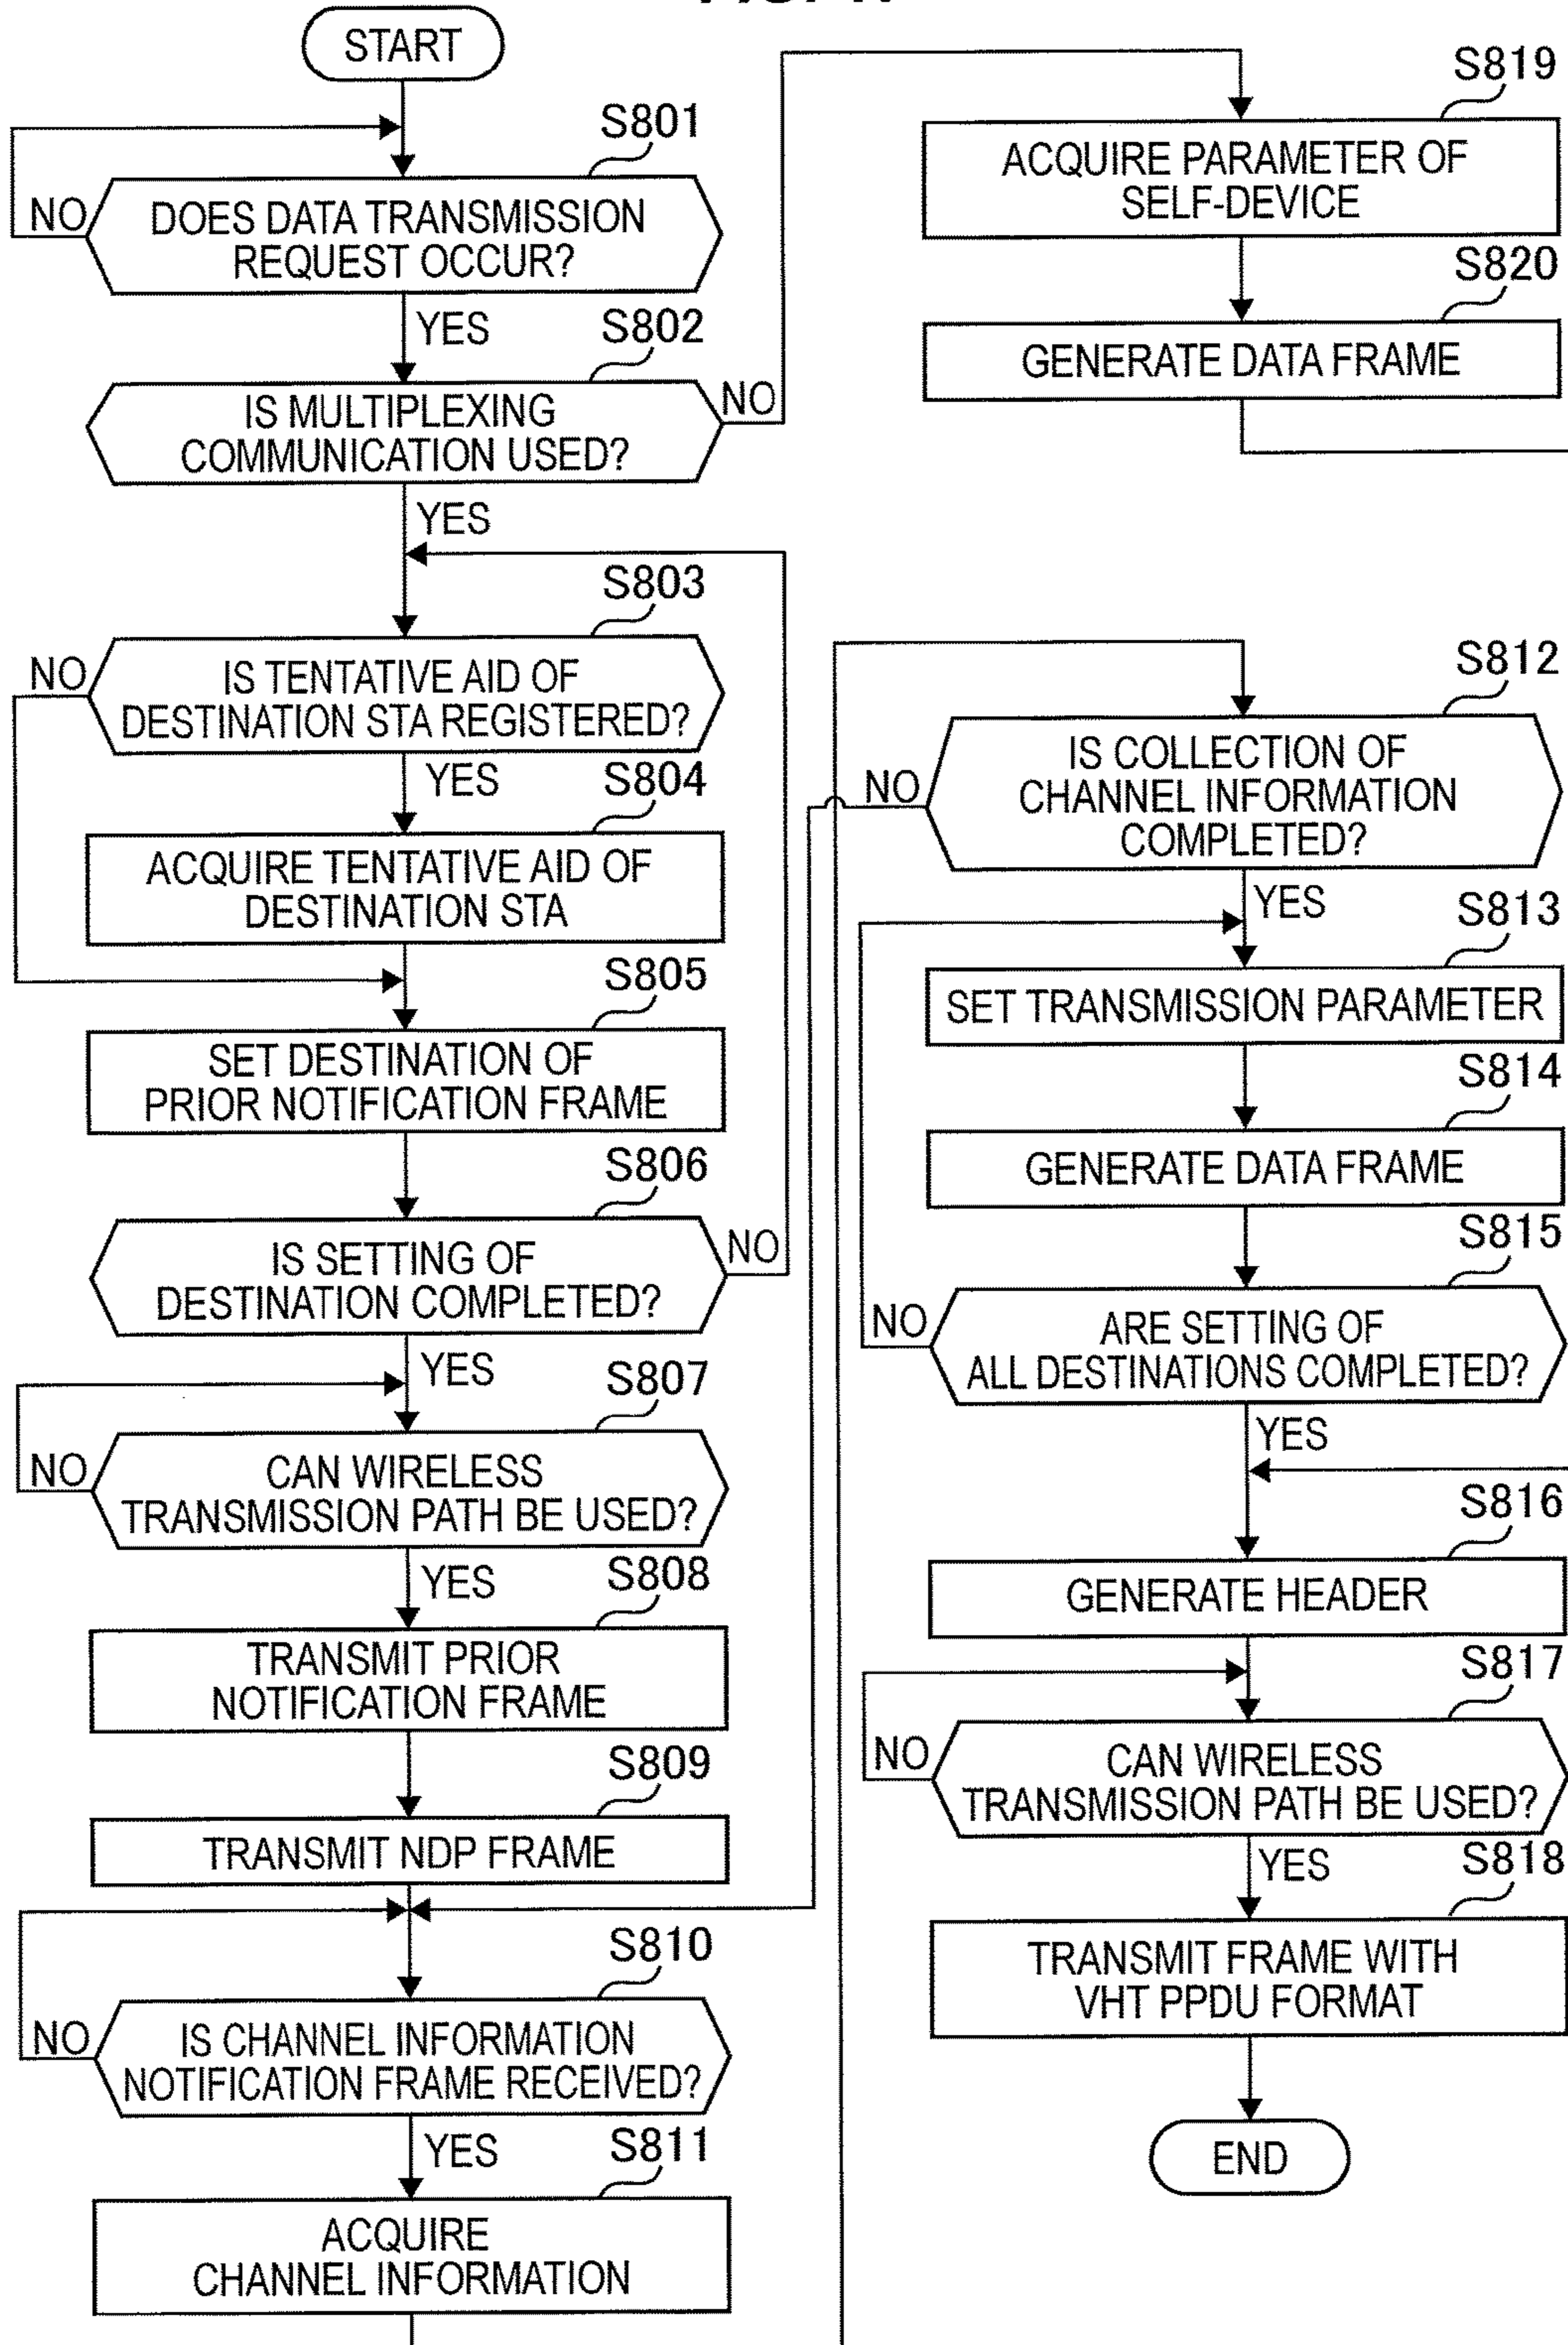 START
S801
NO
DOES DATA TRANSMISSION
REQUEST OCCUR?
YES
S802
IS MULTIPLEXING
COMMUNICATION USED?
NO
YES
S803
NO
IS TENTATIVE AID OF
DESTINATION STA REGISTERED?
YES
S804
ACQUIRE TENTATIVE AID OF
DESTINATION STA
S805
SET DESTINATION OF
PRIOR NOTIFICATION FRAME
S806
IS SETTING OF
DESTINATION COMPLETED?
NO
YES
S807
NO
CAN WIRELESS
TRANSMISSION PATH BE USED?
YES
S808
TRANSMIT PRIOR
NOTIFICATION FRAME
S809
TRANSMIT NDP FRAME
S810
NO
IS CHANNEL INFORMATION
NOTIFICATION FRAME RECEIVED?
YES
S811
ACQUIRE
CHANNEL INFORMATION
S819
ACQUIRE PARAMETER OF
SELF-DEVICE
S820
GENERATE DATA FRAME
S812
NO
IS COLLECTION OF
CHANNEL INFORMATION
COMPLETED?
YES
S813
SET TRANSMISSION PARAMETER
S814
GENERATE DATA FRAME
S815
NO
ARE SETTING OF
ALL DESTINATIONS COMPLETED?
YES
S816
GENERATE HEADER
S817
NO
CAN WIRELESS
TRANSMISSION PATH BE USED?
YES
S818
TRANSMIT FRAME WITH
VHT PPDU FORMAT
END